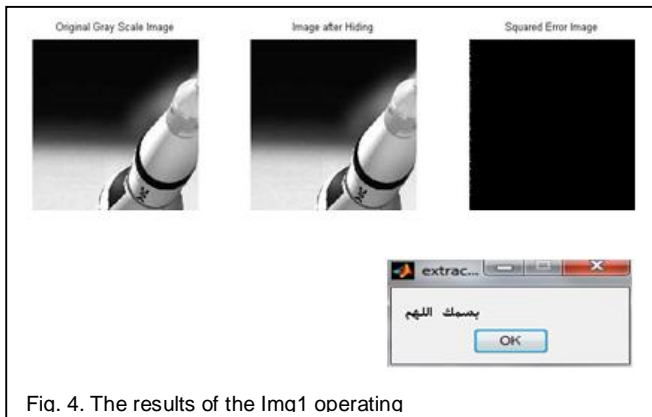 Original Gray Scale Image
Image after Hiding
Squared Error Image
extrac...
بسمك اللهم
OK
Fig. 4. The results of the Img1 operating